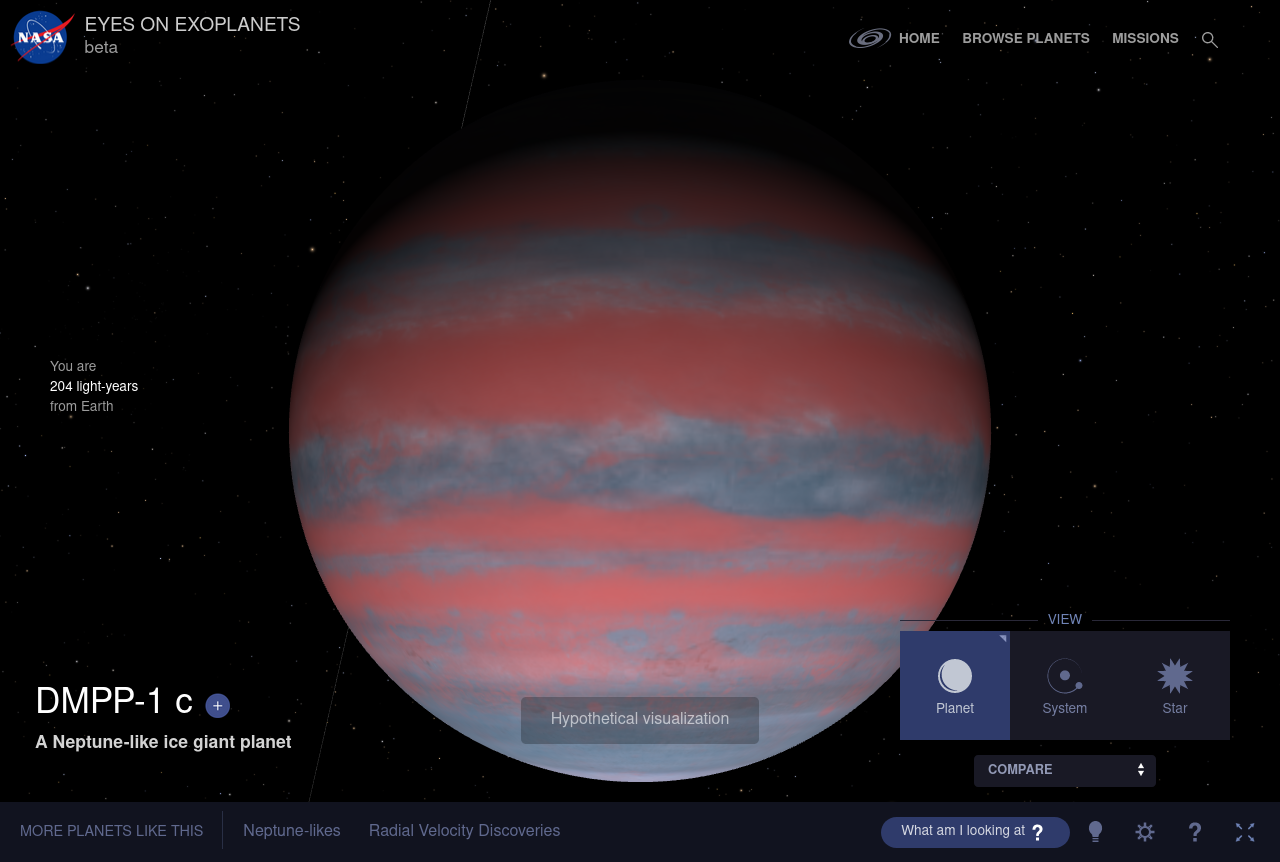 NASA
EYES ON EXOPLANETS
beta
HOME
BROWSE PLANETS
MISSIONS
You are
204 light-years
from Earth
VIEW
Planet
System
Star
DMPP-1 c +
A Neptune-like ice giant planet
Hypothetical visualization
COMPARE
MORE PLANETS LIKE THIS
Neptune-likes
Radial Velocity Discoveries
What am I looking at ?
?